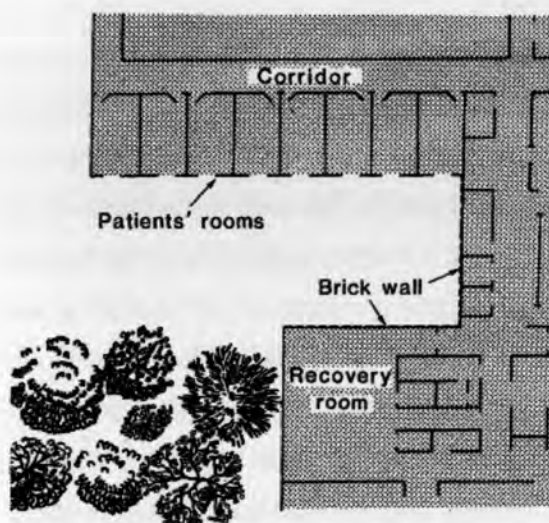 Corridor
Patients' rooms
Brick wall
Recovery
room